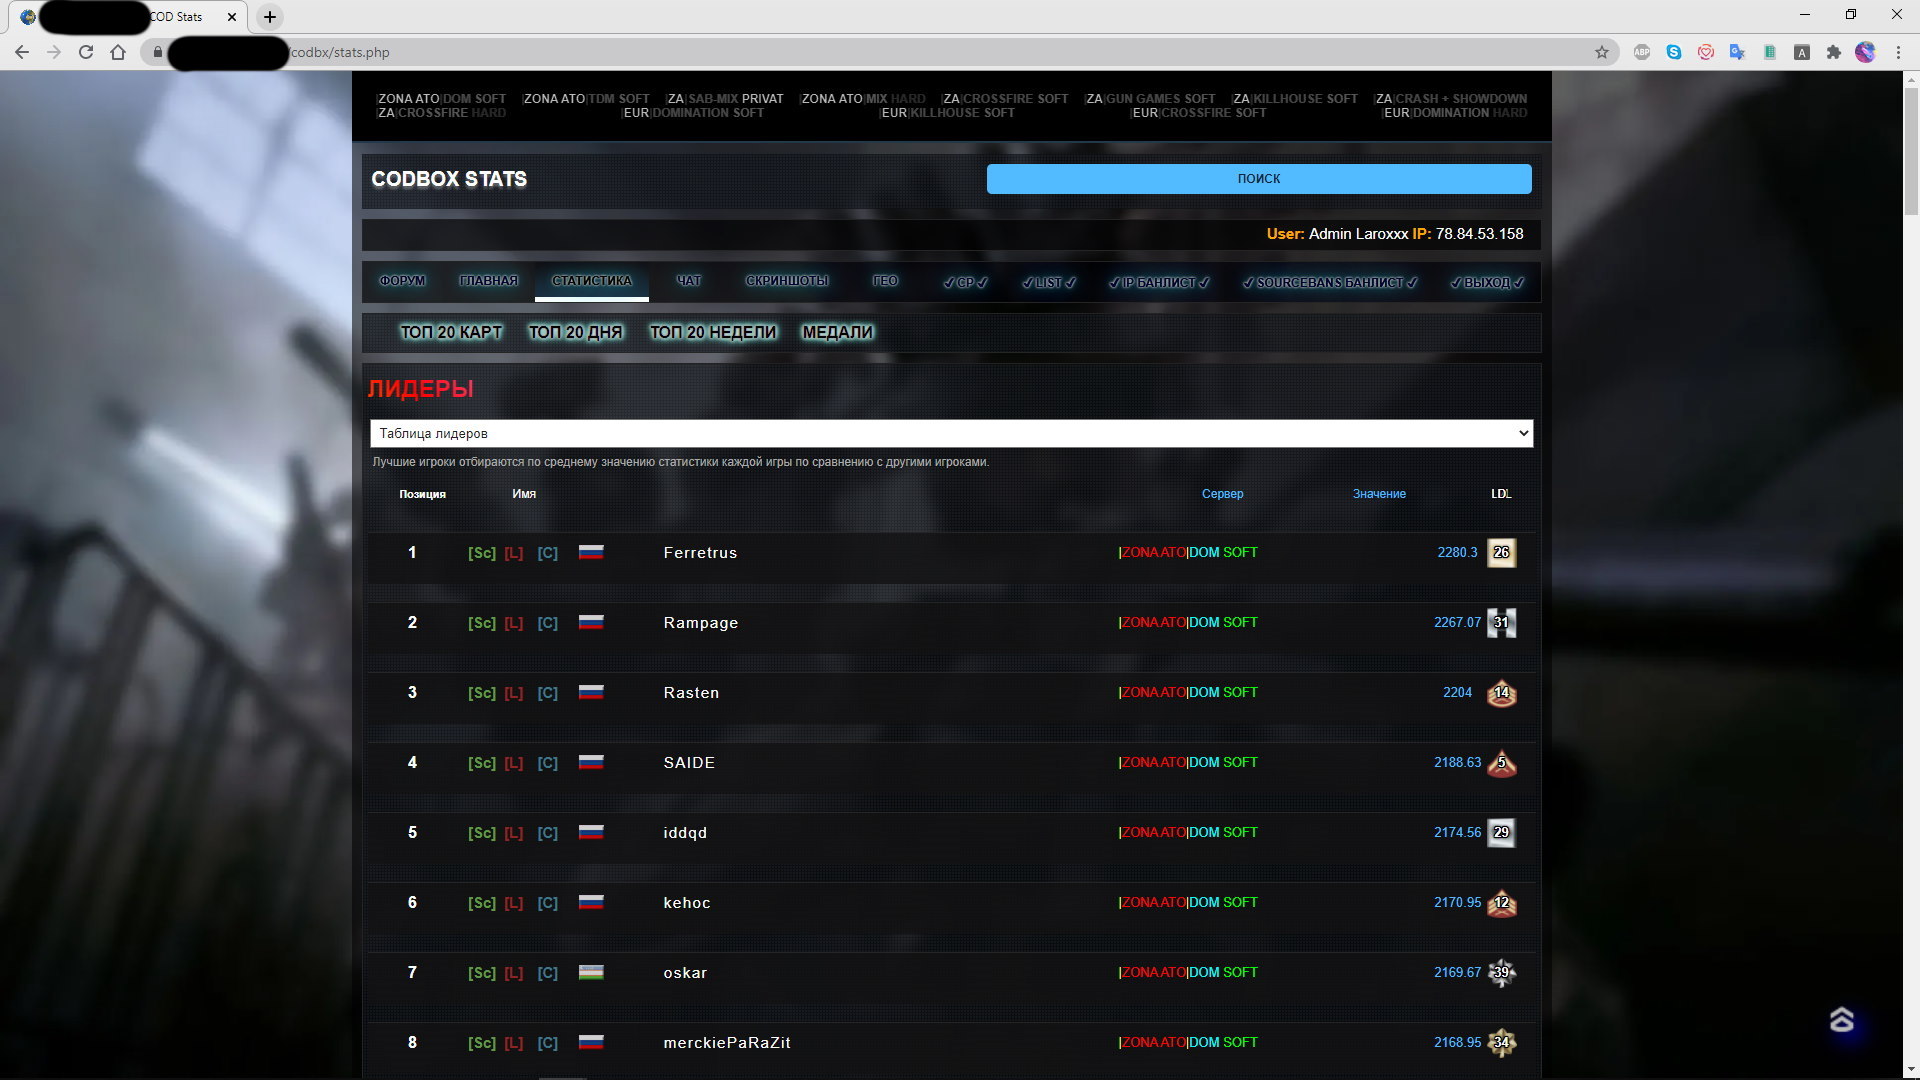 COD Stats
/codbx/stats.php
|ZONA ATO|DOM SOFT |ZONA ATO|TDM SOFT |ZA|SAB-MIX PRIVAT |ZONA ATO|MIX HARD |ZA|CROSSFIRE SOFT |ZA|GUN GAMES SOFT |ZA|KILLHOUSE SOFT |ZA|CRASH + SHOWDOWN
|ZA|CROSSFIRE HARD |EUR|DOMINATION SOFT |EUR|KILLHOUSE SOFT |EUR|CROSSFIRE SOFT |EUR|DOMINATION HARD
CODBOX STATS
ПОИСК
User: Admin Laroxxx IP: 78.84.53.158
ФОРУМ ГЛАВНАЯ СТАТИСТИКА ЧАТ СКРИНШОТЫ ГЕО ✓ CP ✓ ✓ LIST ✓ ✓ IP БАНЛИСТ ✓ ✓ SOURCEBANS БАНЛИСТ ✓ ✓ ВЫХОД ✓
ТОП 20 КАРТ ТОП 20 ДНЯ ТОП 20 НЕДЕЛИ МЕДАЛИ
ЛИДЕРЫ
Таблица лидеров
Лучшие игроки отбираются по среднему значению статистики каждой игры по сравнению с другими игроками.
Позиция Имя Сервер Значение LDL
1 [Sc] [L] [C] Ferretrus |ZONA ATO|DOM SOFT 2280.3 26
2 [Sc] [L] [C] Rampage |ZONA ATO|DOM SOFT 2267.07 31
3 [Sc] [L] [C] Rasten |ZONA ATO|DOM SOFT 2204 14
4 [Sc] [L] [C] SAIDE |ZONA ATO|DOM SOFT 2188.63 5
5 [Sc] [L] [C] iddqd |ZONA ATO|DOM SOFT 2174.56 29
6 [Sc] [L] [C] kehoc |ZONA ATO|DOM SOFT 2170.95 12
7 [Sc] [L] [C] oskar |ZONA ATO|DOM SOFT 2169.67 39
8 [Sc] [L] [C] merckiePaRaZit |ZONA ATO|DOM SOFT 2168.95 34